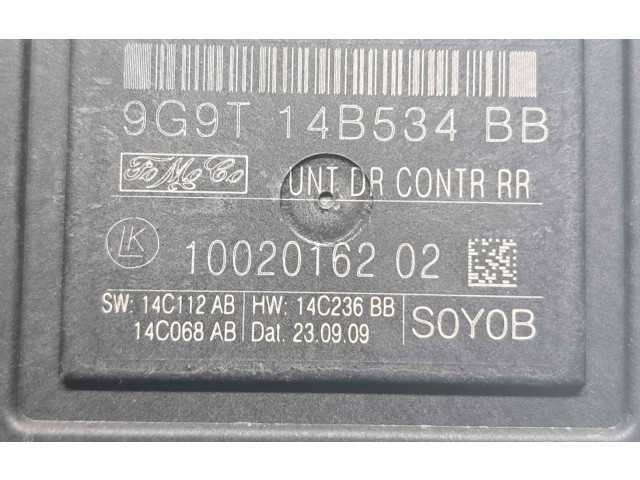 9G9T 14B534 BB
FoMoCo UNT DR CONTR RR
LK 10020162 02
SW: 14C112 AB HW: 14C236 BB
14C068 AB Dat. 23.09.09 SOYOB